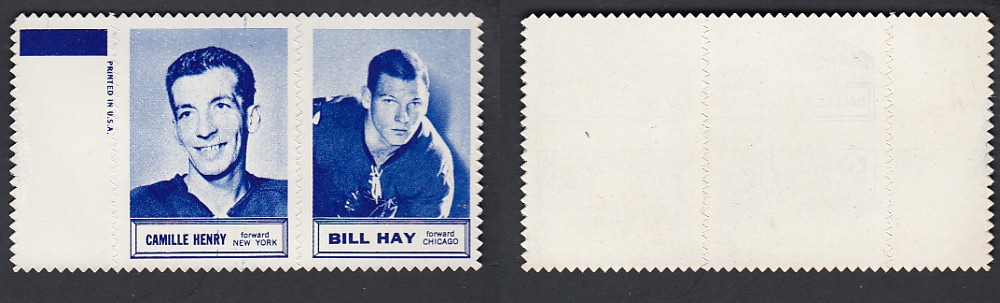 PRINTED IN U.S.A.
CAMILLE HENRY forward
NEW YORK
BILL HAY forward
CHICAGO